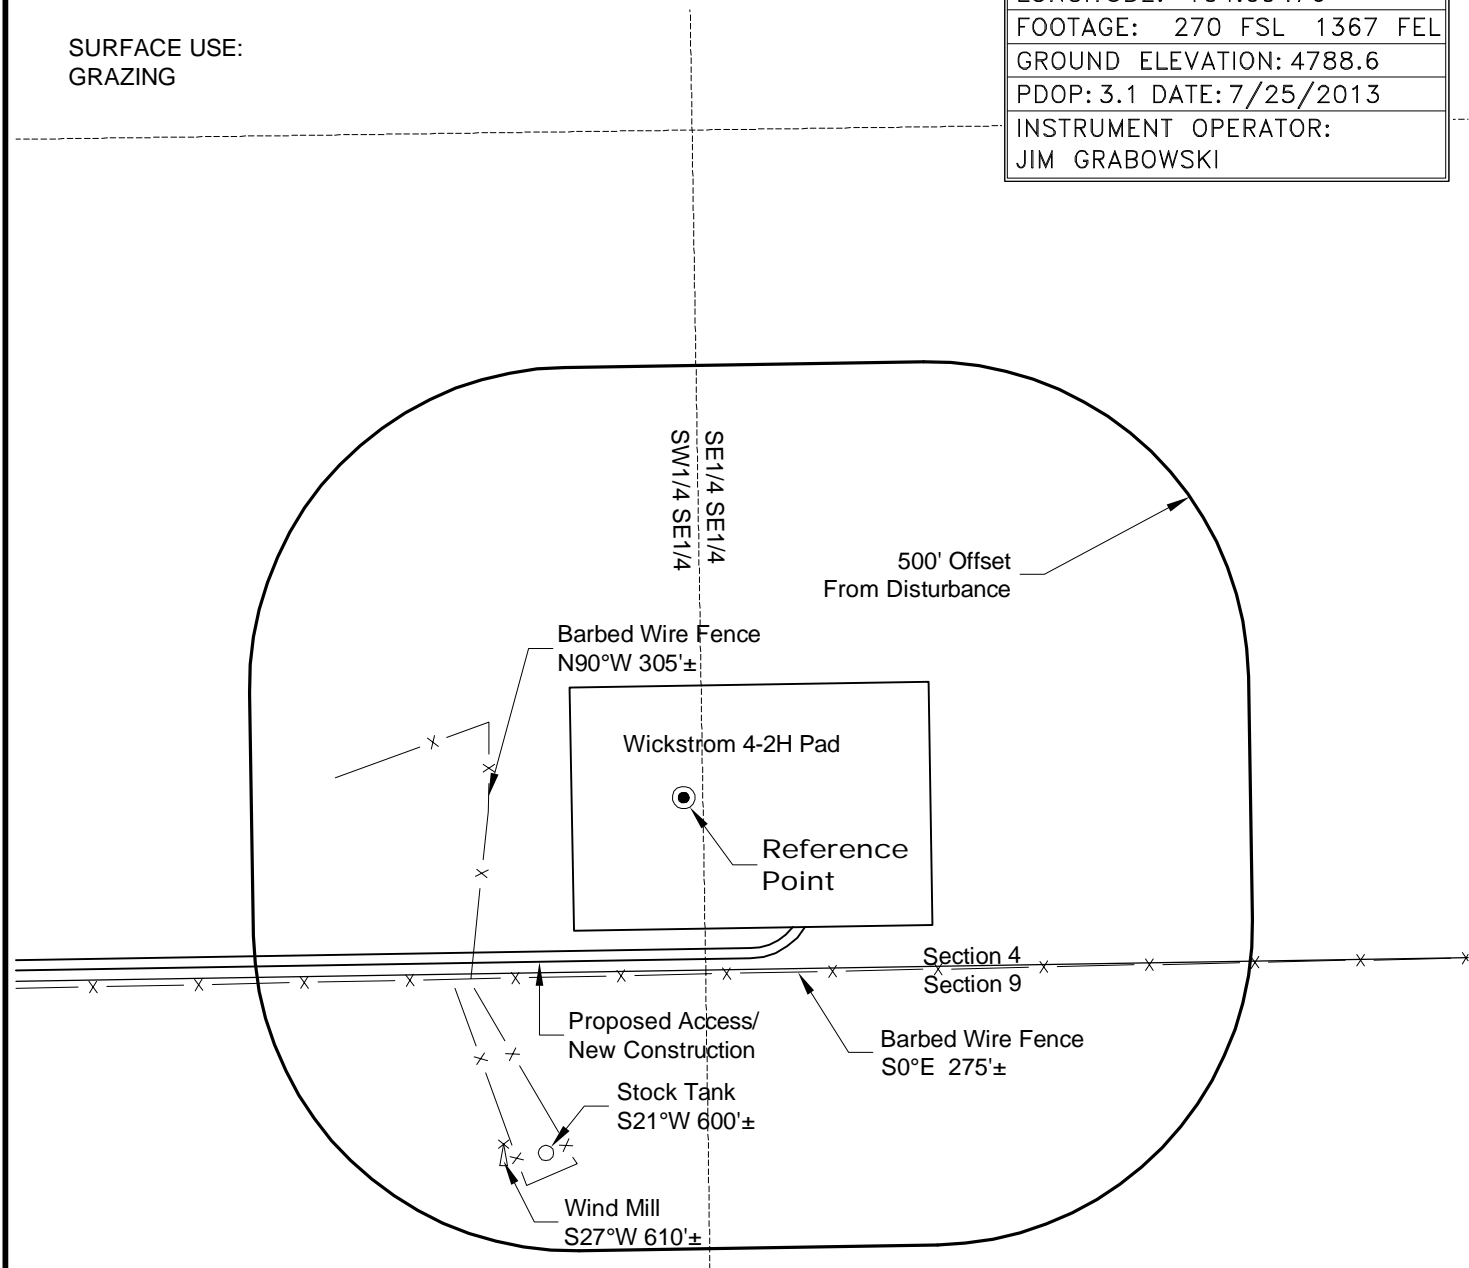 SURFACE USE:
GRAZING
FOOTAGE: 270 FSL 1367 FEL
GROUND ELEVATION: 4788.6
PDOP: 3.1 DATE: 7/25/2013
INSTRUMENT OPERATOR:
JIM GRABOWSKI
SW1/4 SE1/4
SE1/4 SE1/4
500' Offset
From Disturbance
Barbed Wire Fence
N90°W 305'±
Wickstrom 4-2H Pad
Reference
Point
Section 4
Section 9
Proposed Access/
New Construction
Barbed Wire Fence
S0°E 275'±
Stock Tank
S21°W 600'±
Wind Mill
S27°W 610'±